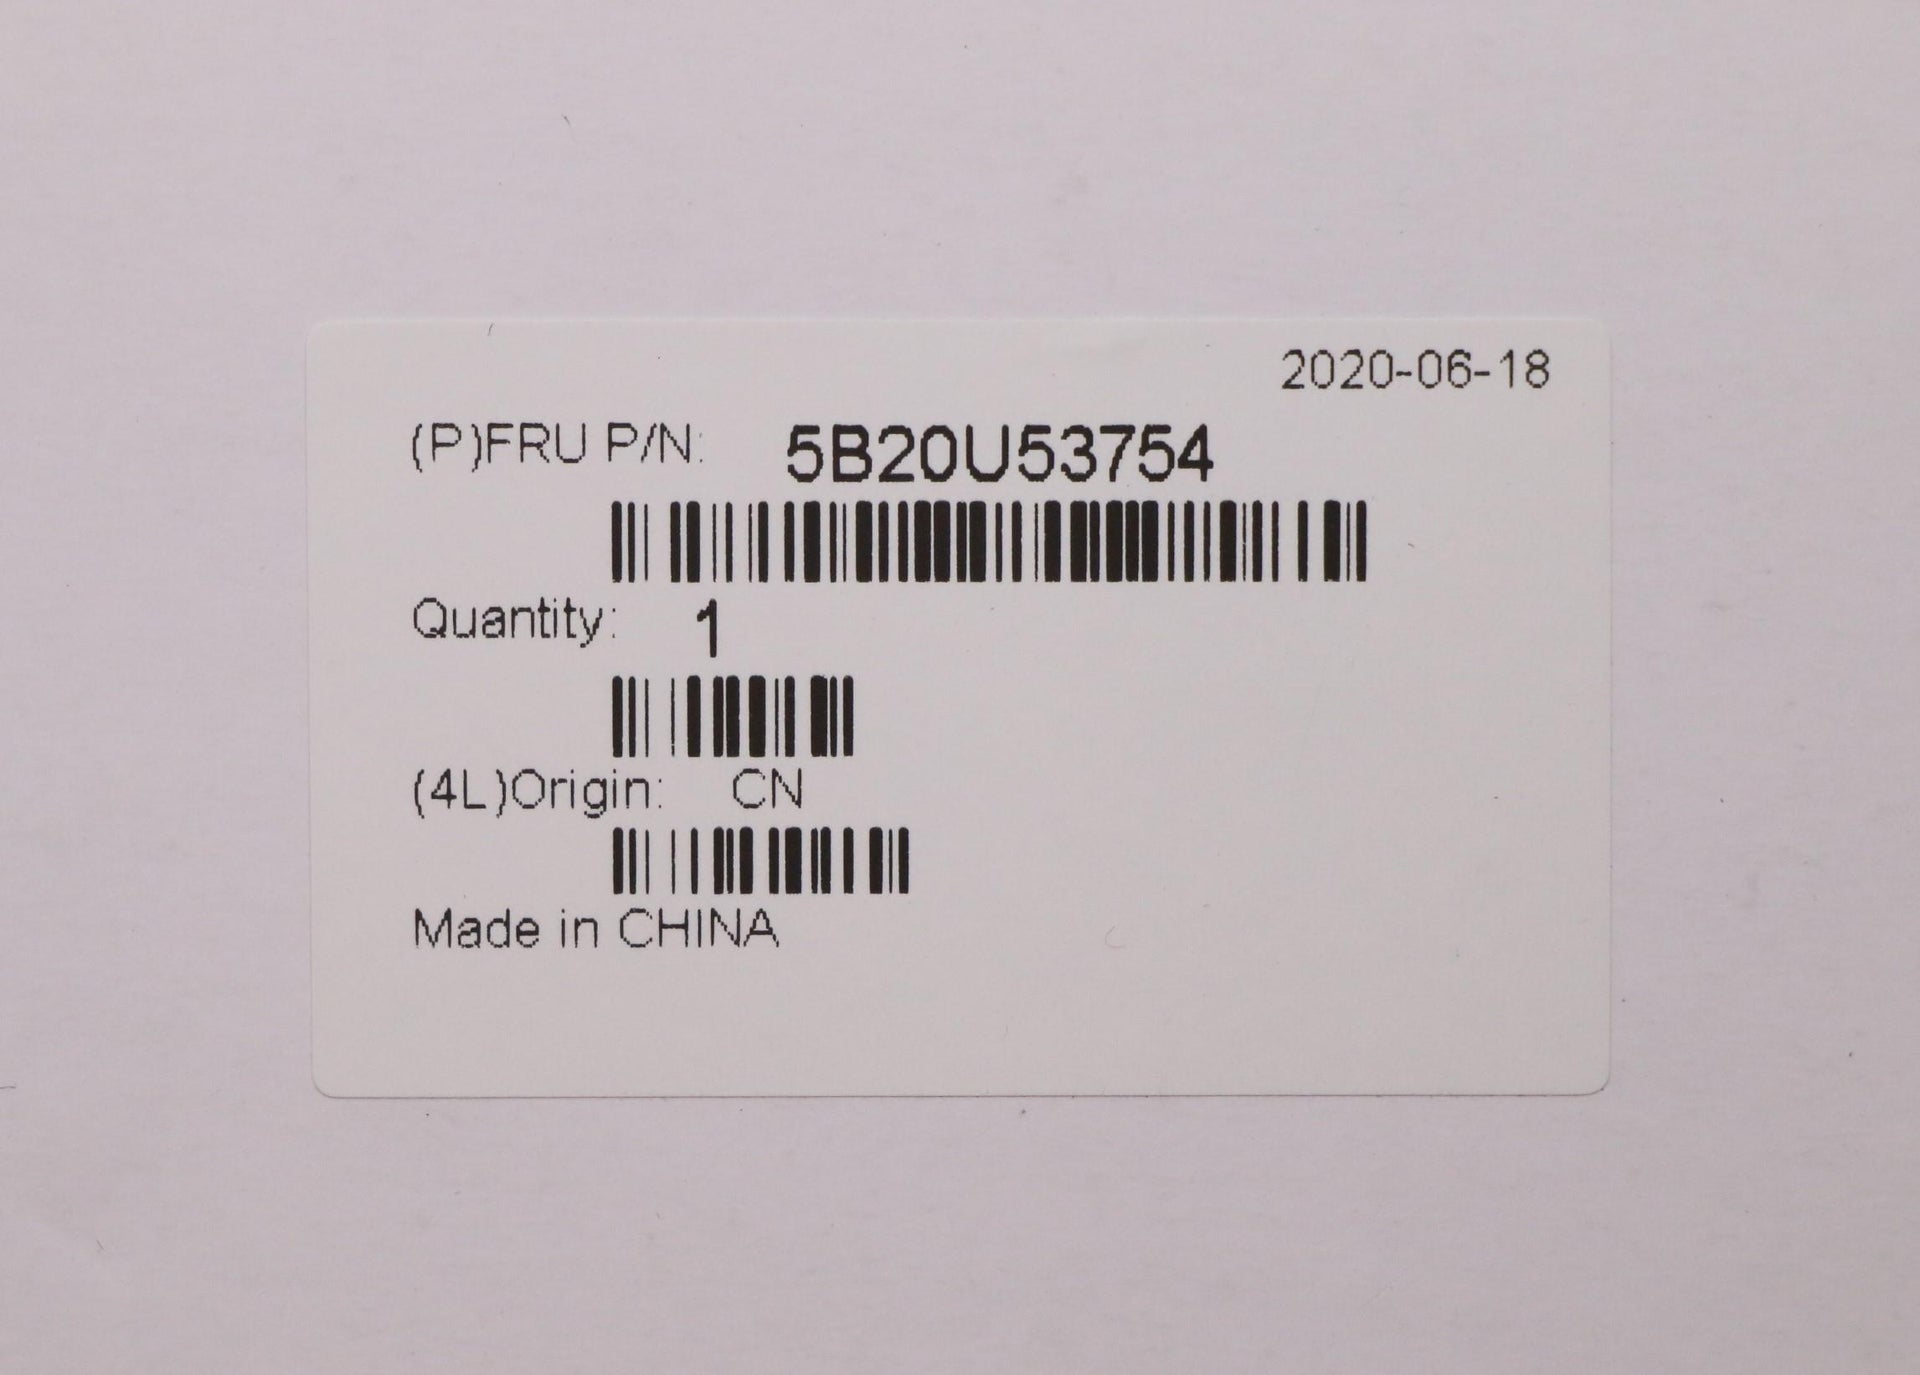 2020-06-18
(P)FRU P/N: 5B20U53754
Quantity: 1
(4L)Origin: CN
Made in CHINA